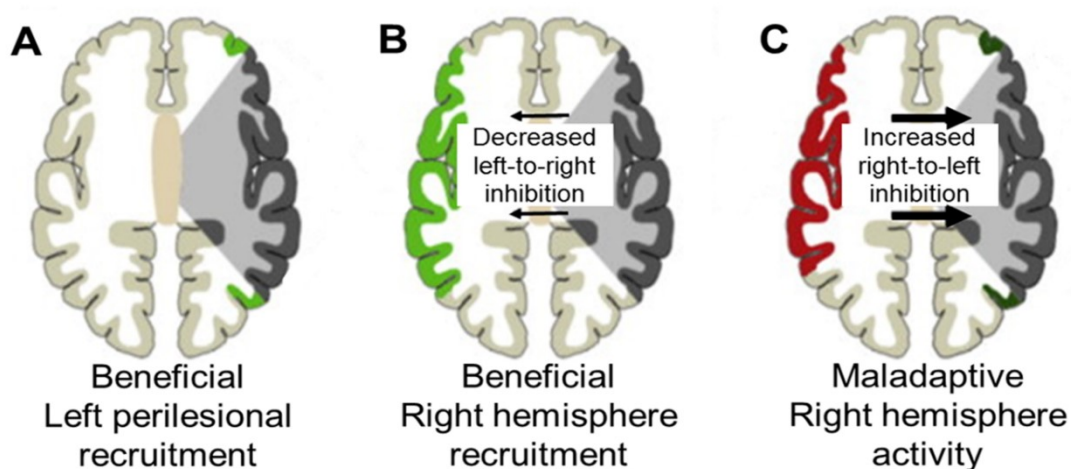 A
B
C
Decreased
left-to-right
inhibition
Increased
right-to-left
inhibition
Beneficial
Left perilesional
recruitment
Beneficial
Right hemisphere
recruitment
Maladaptive
Right hemisphere
activity